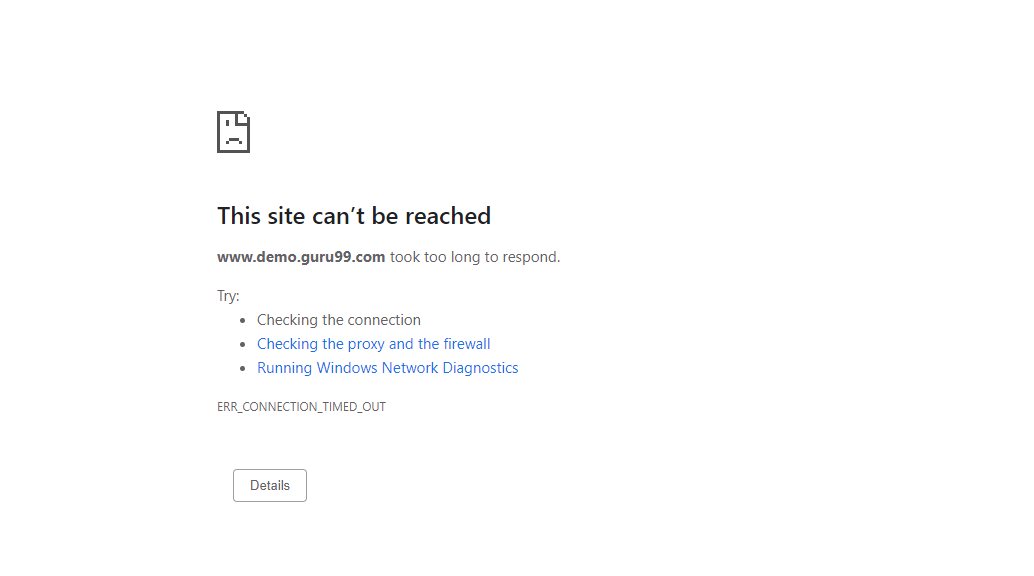 This site can’t be reached
www.demo.guru99.com took too long to respond.
Try:
Checking the connection
Checking the proxy and the firewall
Running Windows Network Diagnostics
ERR_CONNECTION_TIMED_OUT
Details